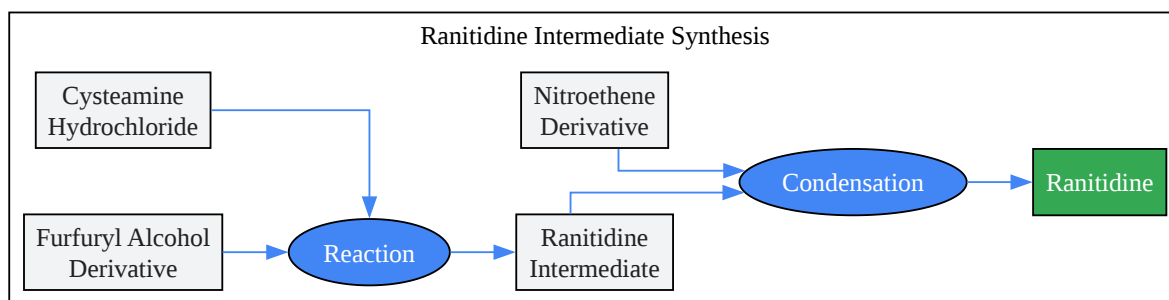 Ranitidine Intermediate Synthesis
Cysteamine
Hydrochloride
Nitroethene
Derivative
Condensation
Ranitidine
Furfuryl Alcohol
Derivative
Reaction
Ranitidine
Intermediate